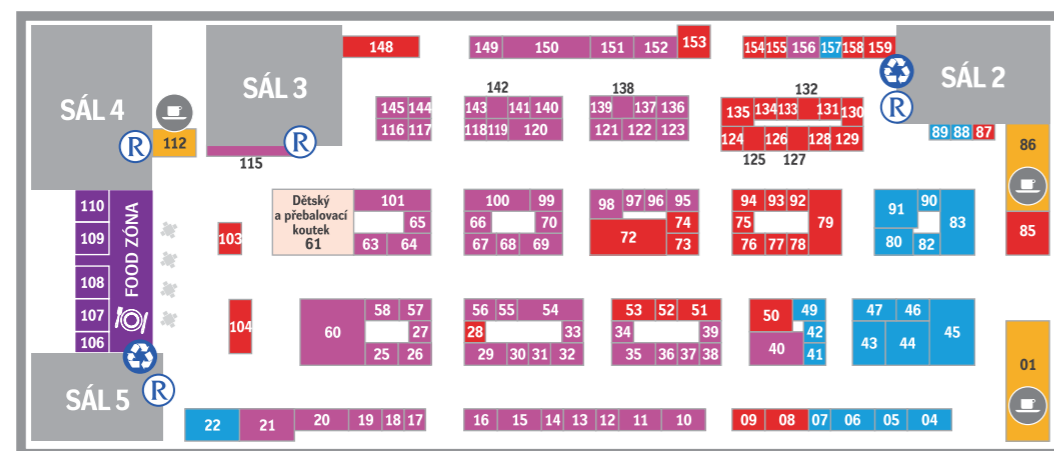 148
149 150 151 152 153
154 155 156 157 158 159
SÁL 4
SÁL 3
SÁL 2
142
138
132
145 144
143 141 140
139 137 136
135 134 133 131 130
116 117
118 119 120
121 122 123
124 126 128 129
125 127
89 88 87
86
R
112
R
R
115
110
109
108
107
106
FOOD ZÓNA
Dětský
a přebalovací
koutek
61
101
65
63 64
100 99
66 70
67 68 69
98 97 96 95
74
72 73
94 93 92
75 79
76 77 78
91 90 83
80 82
85
103
104
60
58 57
27
25 26
56 55 54
28 33
29 30 31 32
53 52 51
34 39
35 36 37 38
50 49
42
40 41
47 46 45
43 44
01
SÁL 5
R
22 21 20 19 18 17
16 15 14 13 12 11 10
09 08 07 06 05 04